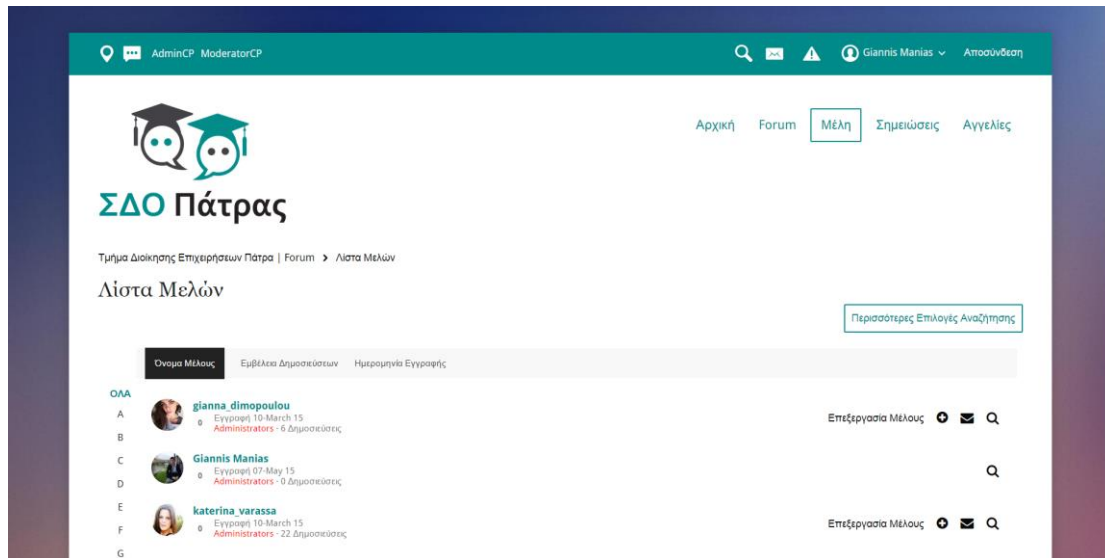 AdminCP ModeratorCP
Giannis Manias Αποσύνδεση
Αρχική Forum Μέλη Σημειώσεις Αγγελίες
ΣΔΟ Πάτρας
Τμήμα Διοίκησης Επιχειρήσεων Πάτρα | Forum > Λίστα Μελών
Λίστα Μελών
Περισσότερες Επιλογές Αναζήτησης
Όνομα Μέλους Εμβέλεια Δημοσιεύσεων Ημερομηνία Εγγραφής
ΟΛΑ
A
B
C
D
E
F
G
gianna_dimopoulou
0 Εγγραφή 10-March 15
Administrators - 6 Δημοσιεύσεις
Επεξεργασία Μέλους
Giannis Manias
0 Εγγραφή 07-May 15
Administrators - 0 Δημοσιεύσεις
katerina_varassa
0 Εγγραφή 10-March 15
Administrators - 22 Δημοσιεύσεις
Επεξεργασία Μέλους